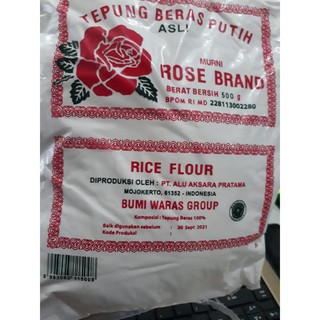 TEPUNG BERAS PUTIH
ASLI
MURNI
ROSE BRAND
BERAT BERSIH 500 g
BPOM RI MD 228113002280
RICE FLOUR
DIPRODUKSI OLEH : PT. ALU AKSARA PRATAMA
MOJOKERTO, 61352 - INDONESIA
BUMI WARAS GROUP
Komposisi : Tepung Beras 100%
Baik digunakan sebelum : 30 Sept 2021
Kode Produksi :